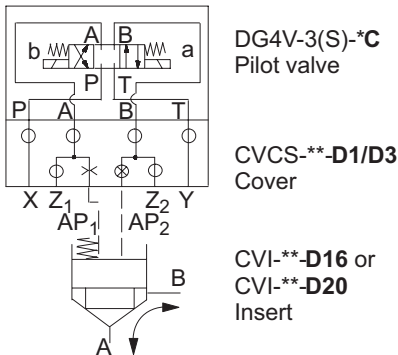 A B
b a
P T
P A B T
X Z1 Z2 Y
AP1 AP2
B
A
DG4V-3(S)-*C
Pilot valve
CVCS-**-D1/D3
Cover
CVI-**-D16 or
CVI-**-D20
Insert